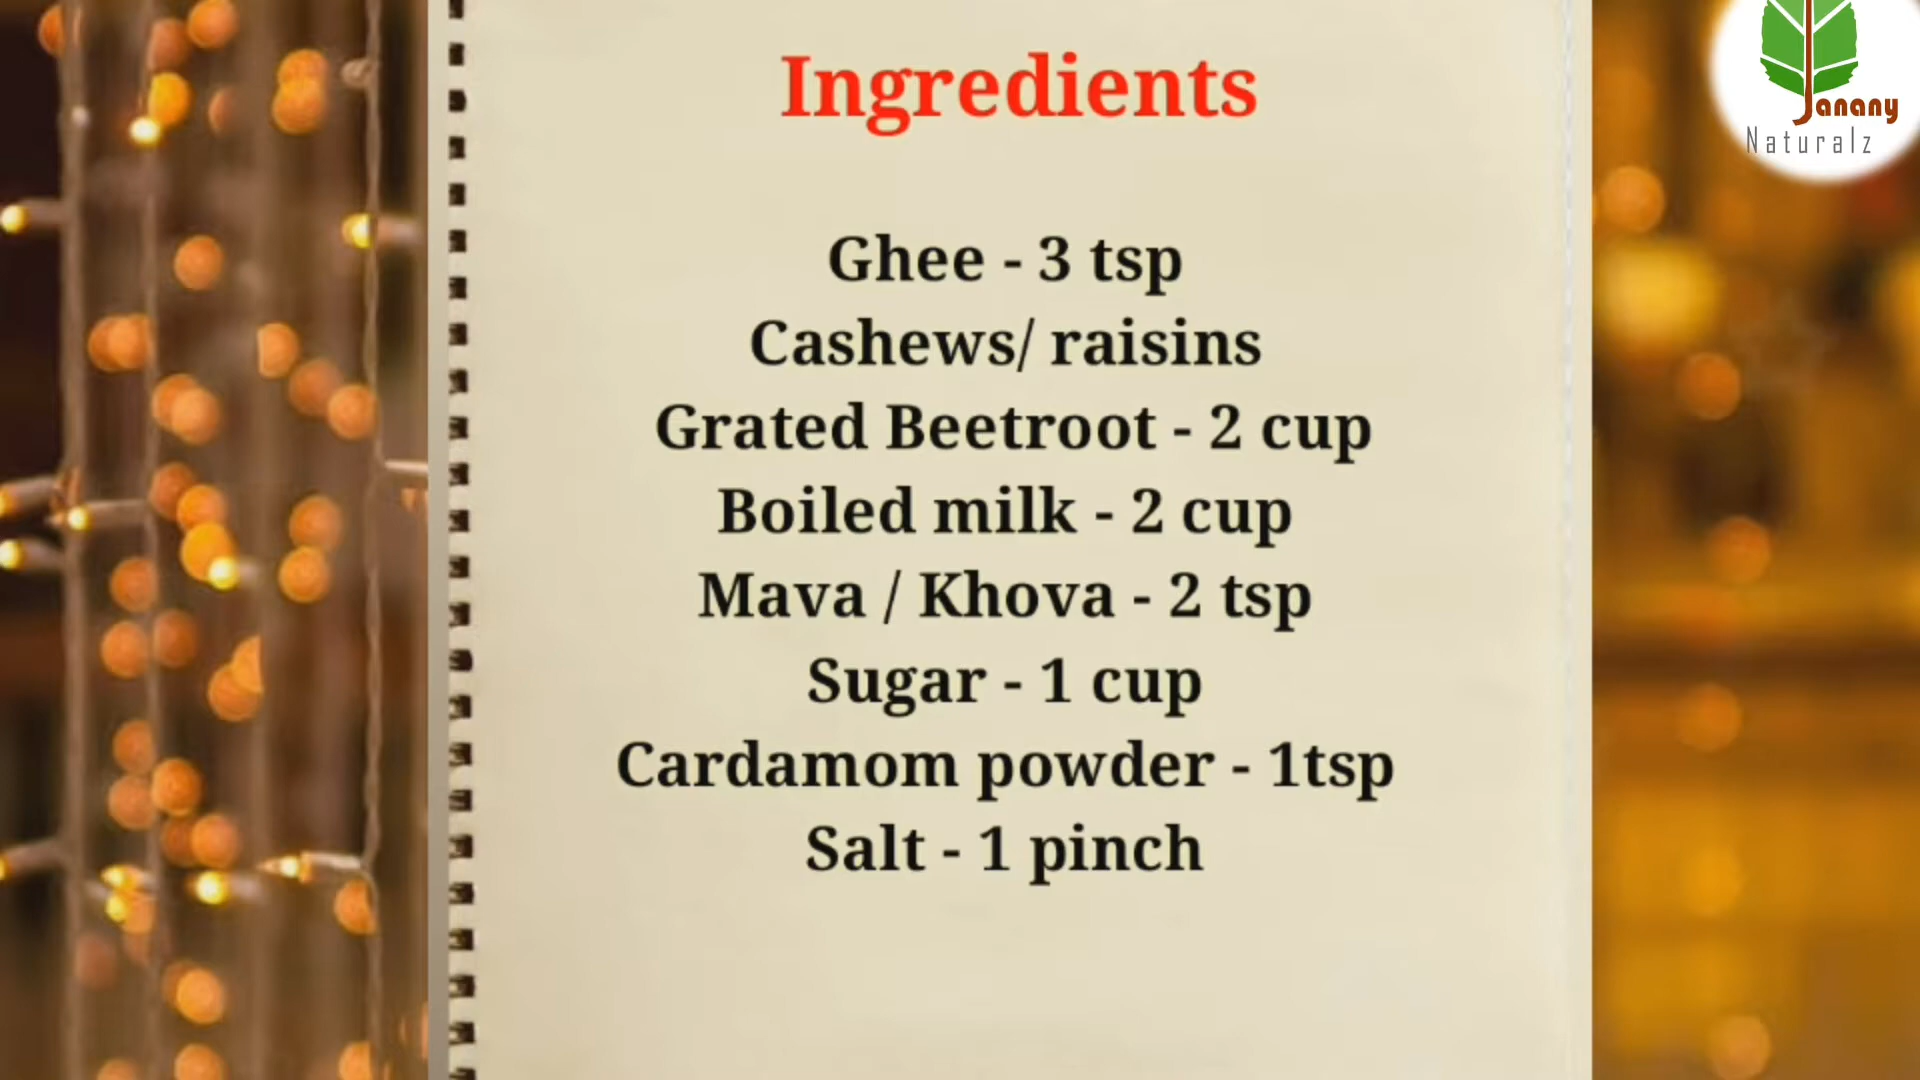 Ingredients
Janany
Naturalz
Ghee - 3 tsp
Cashews/ raisins
Grated Beetroot - 2 cup
Boiled milk - 2 cup
Mava / Khova - 2 tsp
Sugar - 1 cup
Cardamom powder - 1tsp
Salt - 1 pinch